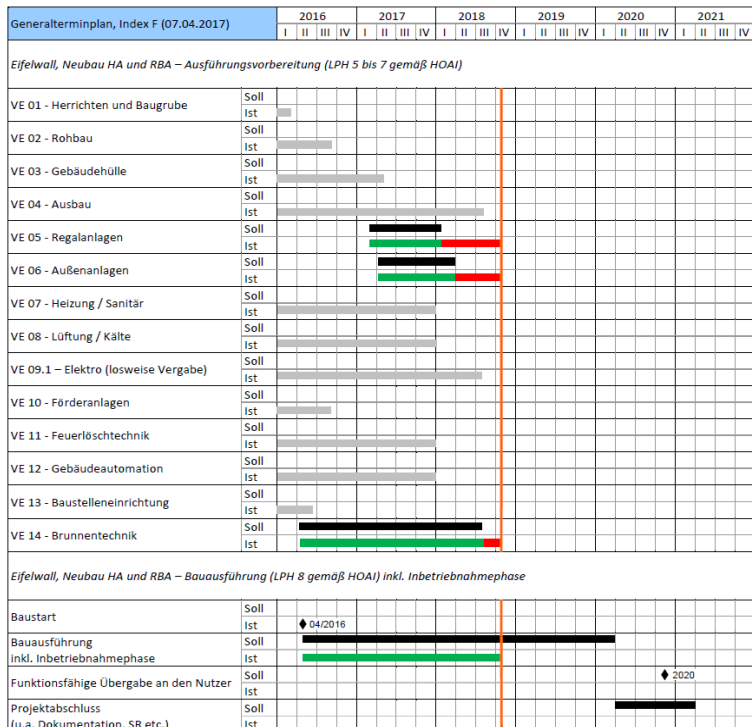 Generalterminplan, Index F (07.04.2017)
2016 2017 2018 2019 2020 2021
I II III IV I II III IV I II III IV I II III IV I II III IV I II III IV
Eifelwall, Neubau HA und RBA – Ausführungsvorbereitung (LPH 5 bis 7 gemäß HOAI)
VE 01 - Herrichten und Baugrube
Soll
Ist
VE 02 - Rohbau
Soll
Ist
VE 03 - Gebäudehülle
Soll
Ist
VE 04 - Ausbau
Soll
Ist
VE 05 - Regalanlagen
Soll
Ist
VE 06 - Außenanlagen
Soll
Ist
VE 07 - Heizung / Sanitär
Soll
Ist
VE 08 - Lüftung / Kälte
Soll
Ist
VE 09.1 – Elektro (losweise Vergabe)
Soll
Ist
VE 10 - Förderanlagen
Soll
Ist
VE 11 - Feuerlöschtechnik
Soll
Ist
VE 12 - Gebäudeautomation
Soll
Ist
VE 13 - Baustelleneinrichtung
Soll
Ist
VE 14 - Brunnentechnik
Soll
Ist
Eifelwall, Neubau HA und RBA – Bauausführung (LPH 8 gemäß HOAI) inkl. Inbetriebnahmephase
Baustart
Soll
Ist
04/2016
Bauausführung
inkl. Inbetriebnahmephase
Soll
Ist
Funktionsfähige Übergabe an den Nutzer
Soll
2020
Ist
Projektabschluss
(u.a. Dokumentation, SR etc.)
Soll
Ist